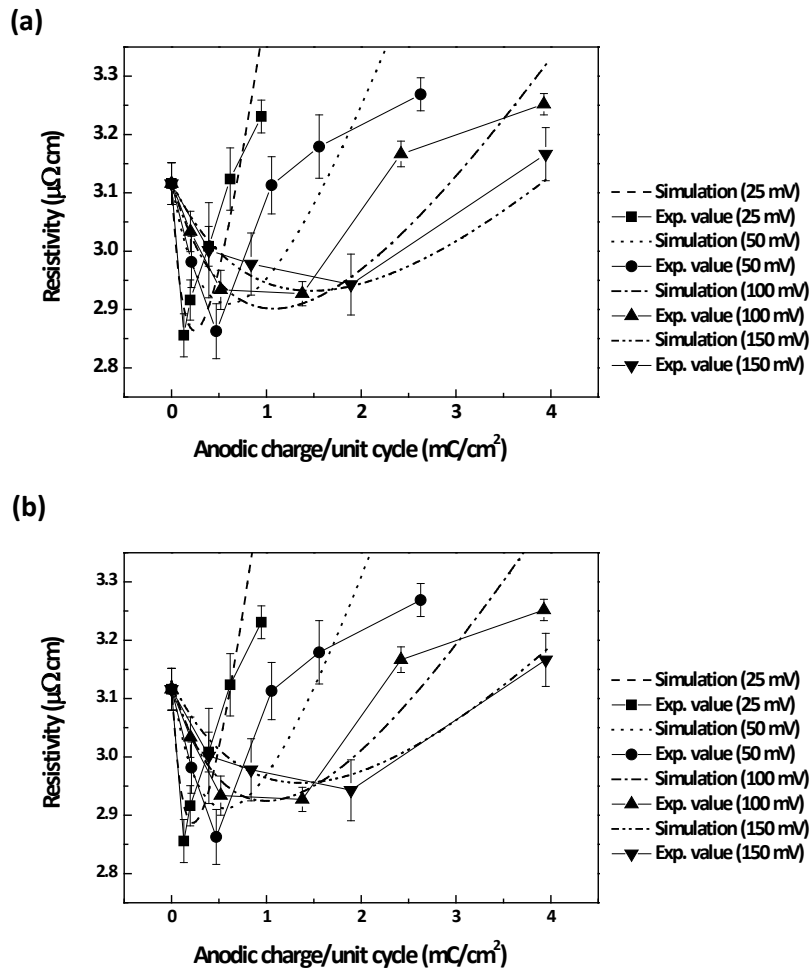 (a)
3.3
3.2
3.1
3.0
2.9
2.8
Resistivity (μΩ cm)
0 1 2 3 4
Anodic charge/unit cycle (mC/cm²)
Simulation (25 mV)
Exp. value (25 mV)
Simulation (50 mV)
Exp. value (50 mV)
Simulation (100 mV)
Exp. value (100 mV)
Simulation (150 mV)
Exp. value (150 mV)
(b)
3.3
3.2
3.1
3.0
2.9
2.8
Resistivity (μΩ cm)
0 1 2 3 4
Anodic charge/unit cycle (mC/cm²)
Simulation (25 mV)
Exp. value (25 mV)
Simulation (50 mV)
Exp. value (50 mV)
Simulation (100 mV)
Exp. value (100 mV)
Simulation (150 mV)
Exp. value (150 mV)